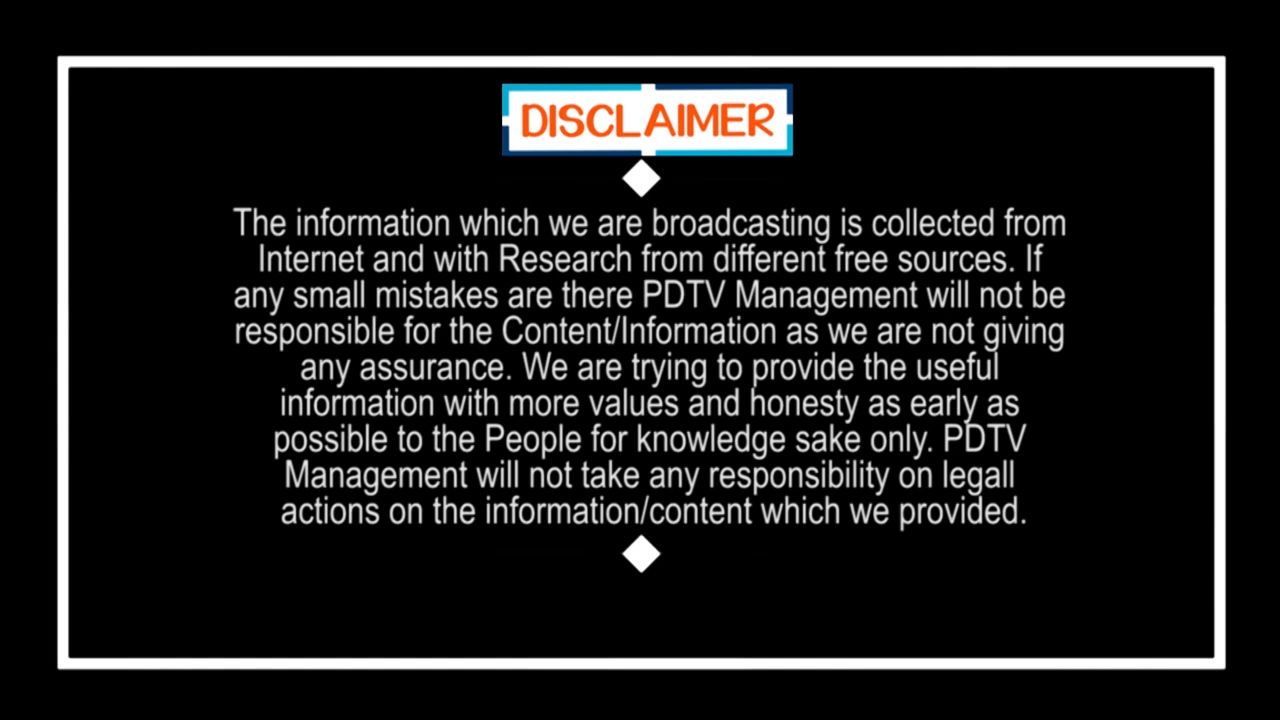 DISCLAIMER
The information which we are broadcasting is collected from
Internet and with Research from different free sources. If
any small mistakes are there PDTV Management will not be
responsible for the Content/Information as we are not giving
any assurance. We are trying to provide the useful
information with more values and honesty as early as
possible to the People for knowledge sake only. PDTV
Management will not take any responsibility on legall
actions on the information/content which we provided.